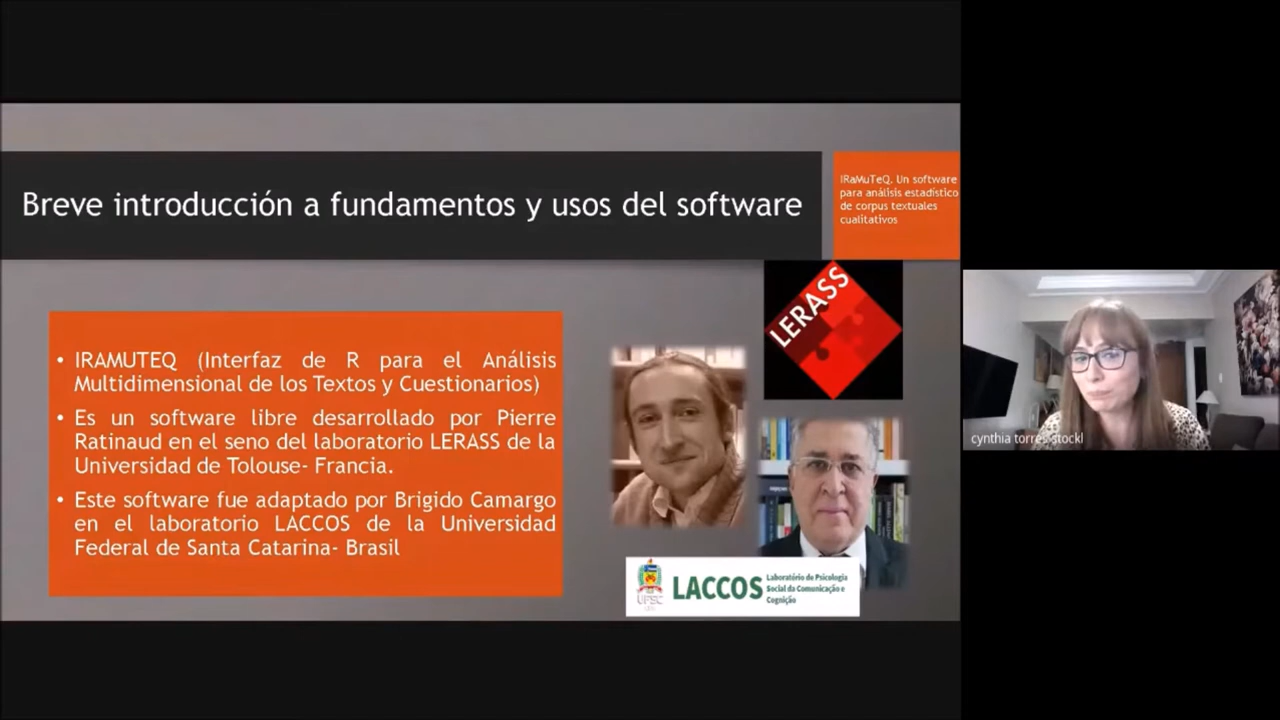 Breve introducción a fundamentos y usos del software
IRaMuTeQ. Un software
para análisis estadístico
de corpus textuales
cualitativos
• IRAMUTEQ (Interfaz de R para el Análisis
Multidimensional de los Textos y Cuestionarios)
• Es un software libre desarrollado por Pierre
Ratinaud en el seno del laboratorio LERASS de la
Universidad de Tolouse- Francia.
• Este software fue adaptado por Brigido Camargo
en el laboratorio LACCOS de la Universidad
Federal de Santa Catarina- Brasil
LERASS
UFSC
LACCOS
Laboratório de Psicologia
Social da Comunicação e
Cognição
cynthia torres stockl